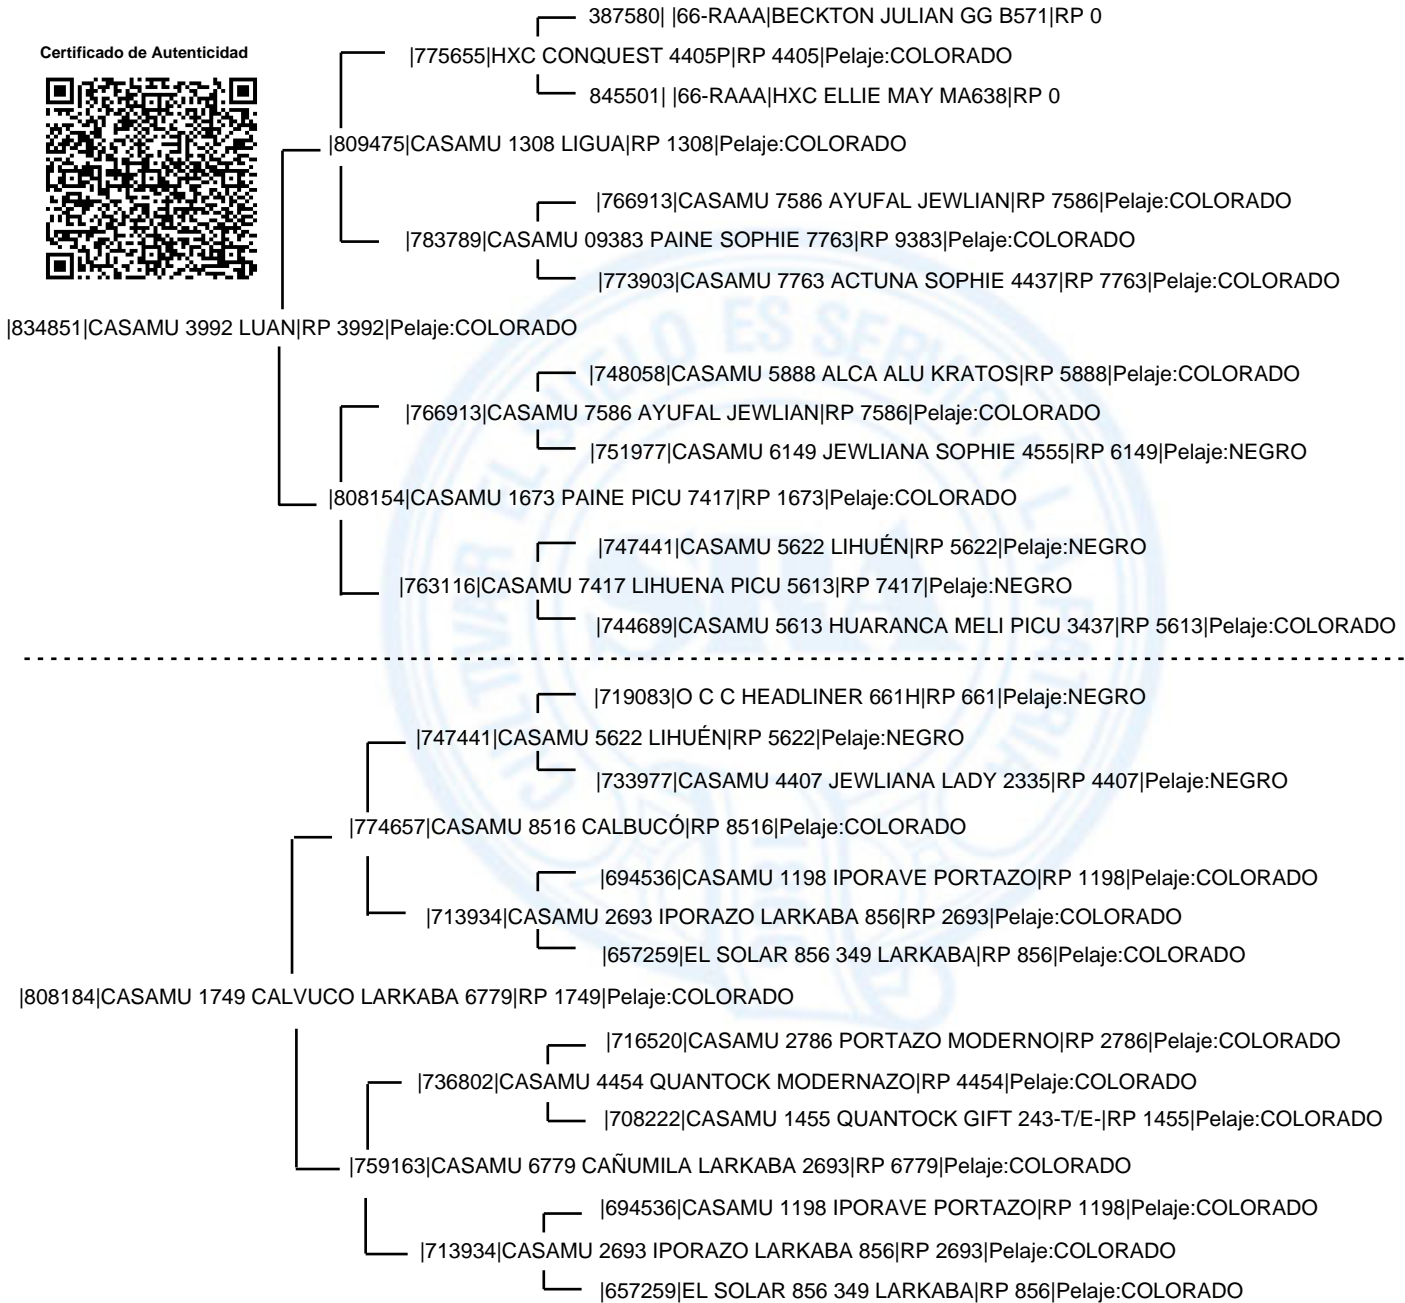 387580| |66-RAAA|BECKTON JULIAN GG B571|RP 0
Certificado de Autenticidad
|775655|HXC CONQUEST 4405P|RP 4405|Pelaje:COLORADO
845501| |66-RAAA|HXC ELLIE MAY MA638|RP 0
|809475|CASAMU 1308 LIGUA|RP 1308|Pelaje:COLORADO
|766913|CASAMU 7586 AYUFAL JEWLIAN|RP 7586|Pelaje:COLORADO
|783789|CASAMU 09383 PAINE SOPHIE 7763|RP 9383|Pelaje:COLORADO
|773903|CASAMU 7763 ACTUNA SOPHIE 4437|RP 7763|Pelaje:COLORADO
|834851|CASAMU 3992 LUAN|RP 3992|Pelaje:COLORADO
|748058|CASAMU 5888 ALCA ALU KRATOS|RP 5888|Pelaje:COLORADO
|766913|CASAMU 7586 AYUFAL JEWLIAN|RP 7586|Pelaje:COLORADO
|751977|CASAMU 6149 JEWLIANA SOPHIE 4555|RP 6149|Pelaje:NEGRO
|808154|CASAMU 1673 PAINE PICU 7417|RP 1673|Pelaje:COLORADO
|747441|CASAMU 5622 LIHUÉN|RP 5622|Pelaje:NEGRO
|763116|CASAMU 7417 LIHUENA PICU 5613|RP 7417|Pelaje:NEGRO
|744689|CASAMU 5613 HUARANCA MELI PICU 3437|RP 5613|Pelaje:COLORADO
|719083|O C C HEADLINER 661H|RP 661|Pelaje:NEGRO
|747441|CASAMU 5622 LIHUÉN|RP 5622|Pelaje:NEGRO
|733977|CASAMU 4407 JEWLIANA LADY 2335|RP 4407|Pelaje:NEGRO
|774657|CASAMU 8516 CALBUCÓ|RP 8516|Pelaje:COLORADO
|694536|CASAMU 1198 IPORAVE PORTAZO|RP 1198|Pelaje:COLORADO
|713934|CASAMU 2693 IPORAZO LARKABA 856|RP 2693|Pelaje:COLORADO
|657259|EL SOLAR 856 349 LARKABA|RP 856|Pelaje:COLORADO
|808184|CASAMU 1749 CALVUCO LARKABA 6779|RP 1749|Pelaje:COLORADO
|716520|CASAMU 2786 PORTAZO MODERNO|RP 2786|Pelaje:COLORADO
|736802|CASAMU 4454 QUANTOCK MODERNAZO|RP 4454|Pelaje:COLORADO
|708222|CASAMU 1455 QUANTOCK GIFT 243-T/E-|RP 1455|Pelaje:COLORADO
|759163|CASAMU 6779 CAÑUMILA LARKABA 2693|RP 6779|Pelaje:COLORADO
|694536|CASAMU 1198 IPORAVE PORTAZO|RP 1198|Pelaje:COLORADO
|713934|CASAMU 2693 IPORAZO LARKABA 856|RP 2693|Pelaje:COLORADO
|657259|EL SOLAR 856 349 LARKABA|RP 856|Pelaje:COLORADO
CULTIVAR EL SUELO ES SERVIR A LA PATRIA
SRA
1866